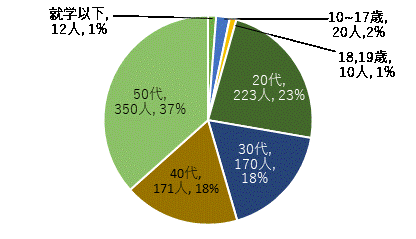 就学以下,
12人, 1%
10~17歳,
20人,2%
18,19歳,
10人, 1%
20代,
223人, 23%
30代,
170人,
18%
40代,
171人, 18%
50代,
350人, 37%